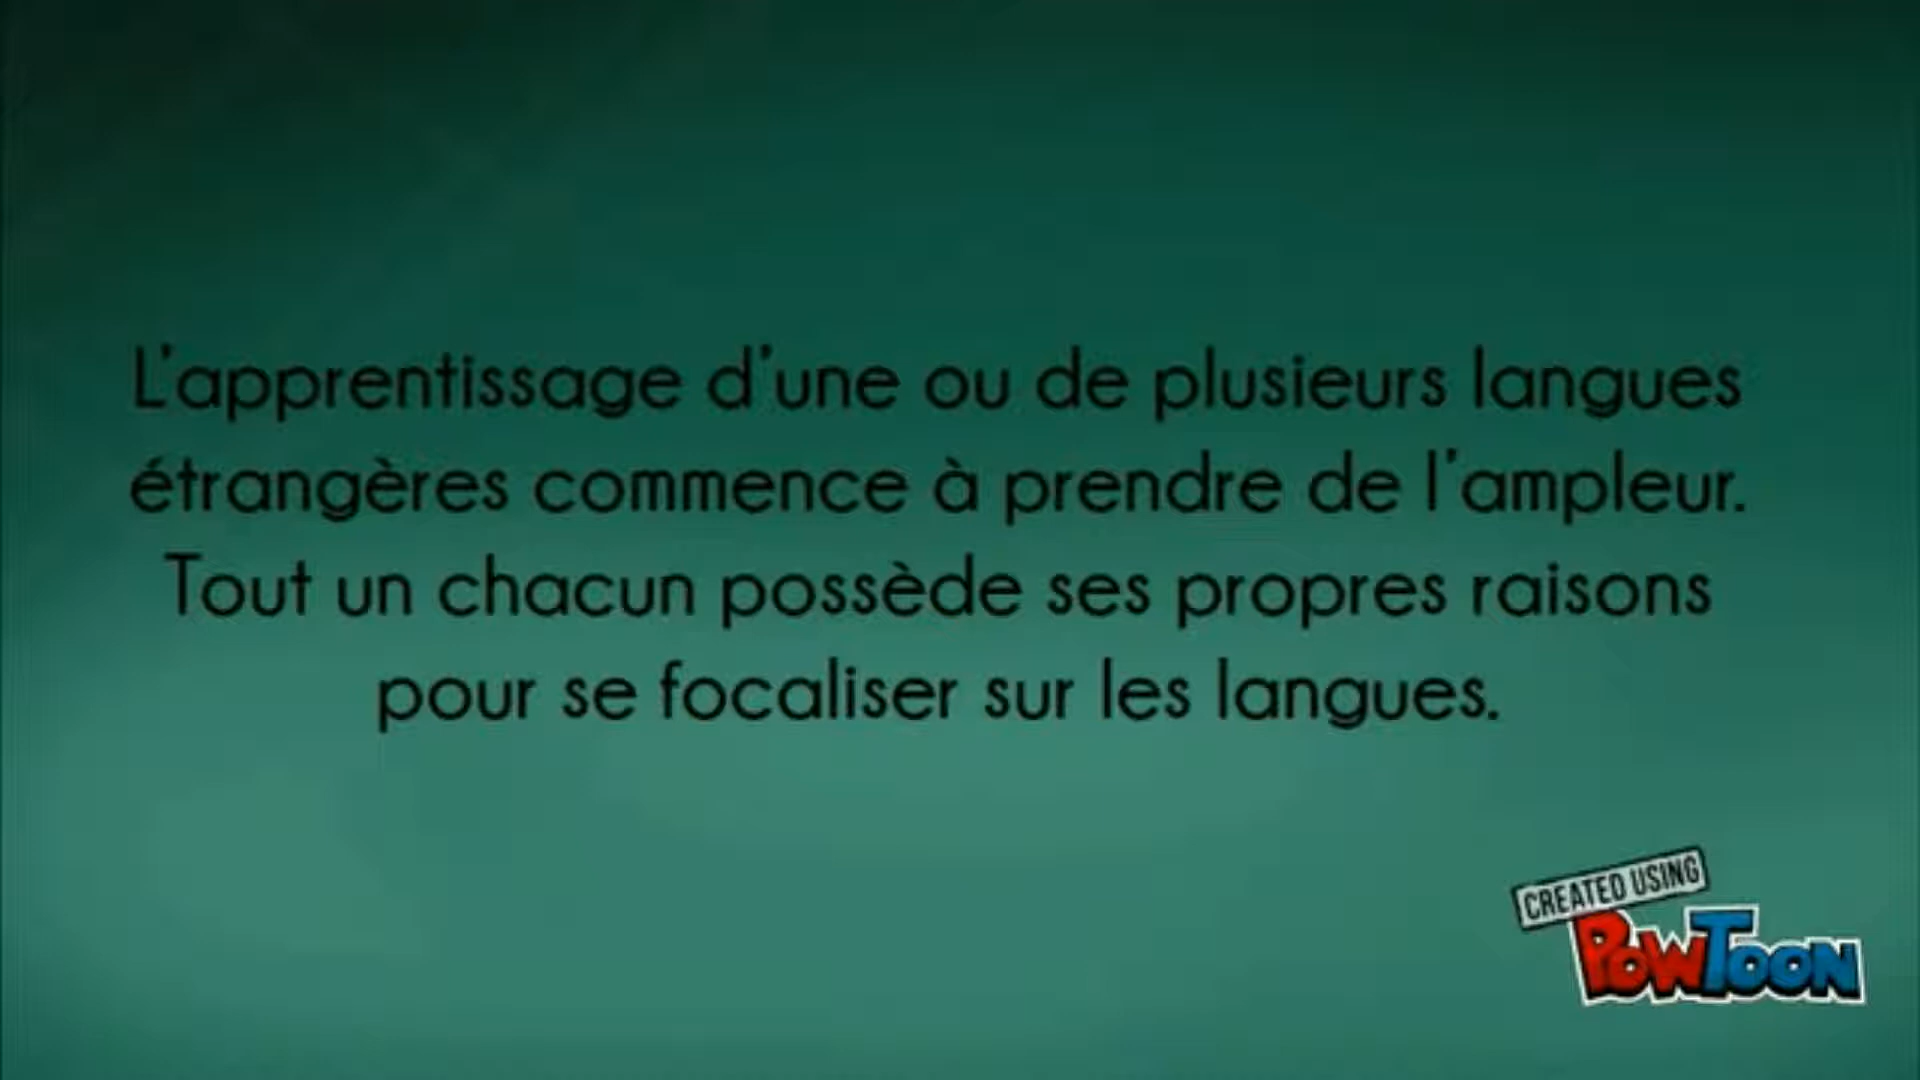 L'apprentissage d'une ou de plusieurs langues
étrangères commence à prendre de l'ampleur.
Tout un chacun possède ses propres raisons
pour se focaliser sur les langues.
CREATED USING
POWTOON